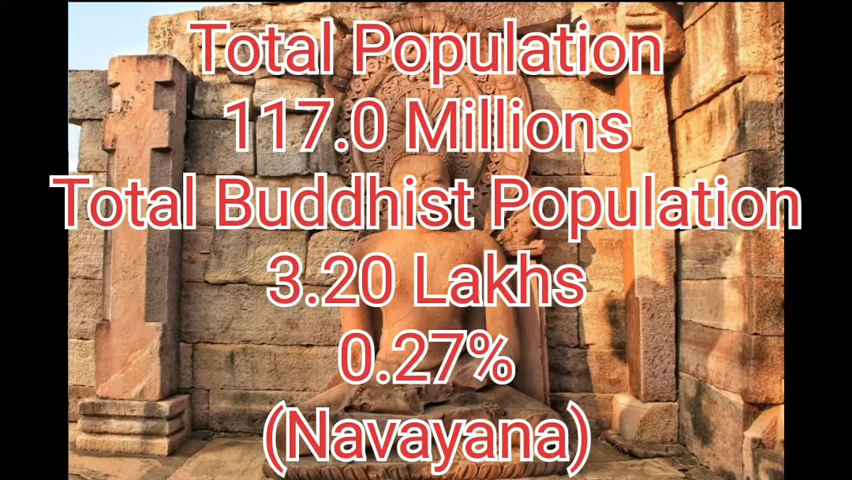 Total Population
117.0 Millions
Total Buddhist Population
3.20 Lakhs
0.27%
(Navayana)